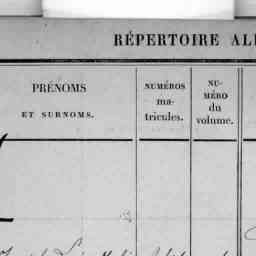 RÉPERTOIRE AL
PRÉNOMS
ET SURNOMS.
NUMÉROS
ma-
tricules.
NU-
MÉRO
du
volume.